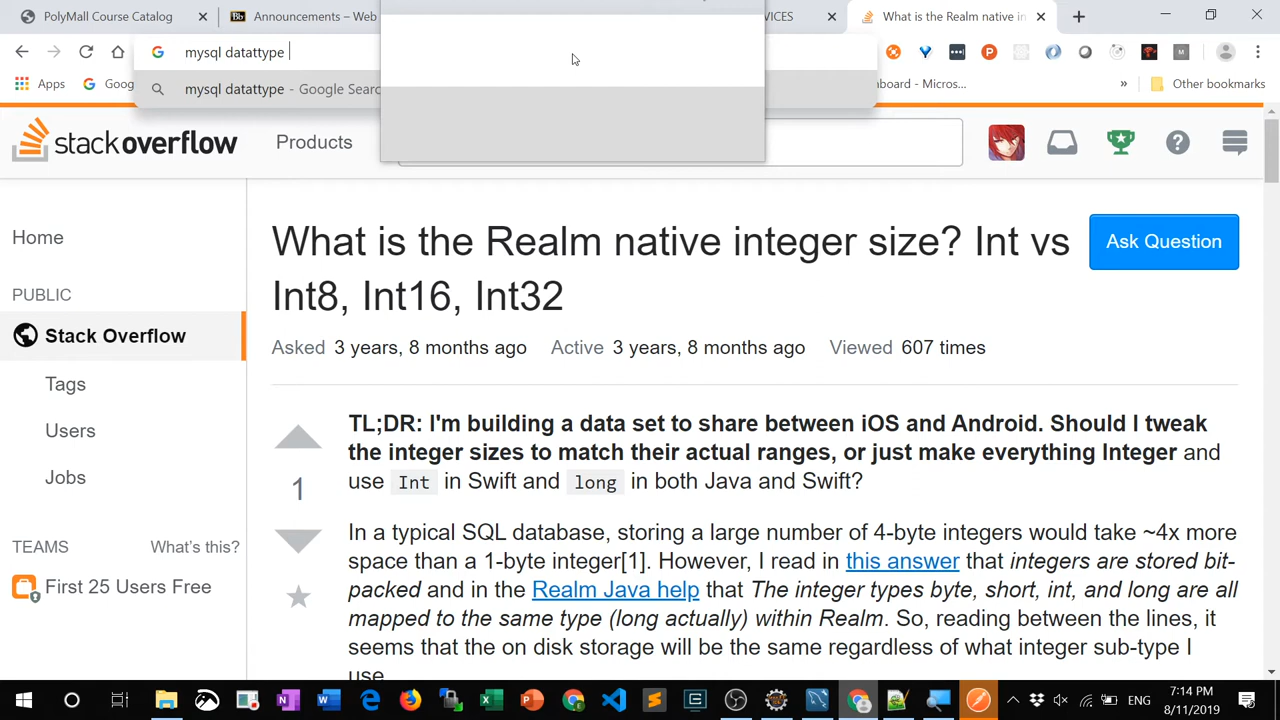 PolyMall Course Catalog
Announcements – Web
VICES
What is the Realm native in
mysql datattype
mysql datattype - Google Searc
Apps
Goog
board - Micros...
»
Other bookmarks
stackoverflow
Products
What is the Realm native integer size? Int vs
Int8, Int16, Int32
Ask Question
Asked 3 years, 8 months ago Active 3 years, 8 months ago Viewed 607 times
Home
PUBLIC
Stack Overflow
Tags
Users
Jobs
TEAMS What's this?
First 25 Users Free
1
TL;DR: I'm building a data set to share between iOS and Android. Should I tweak
the integer sizes to match their actual ranges, or just make everything Integer and
use Int in Swift and long in both Java and Swift?
In a typical SQL database, storing a large number of 4-byte integers would take ~4x more
space than a 1-byte integer[1]. However, I read in this answer that integers are stored bit-
packed and in the Realm Java help that The integer types byte, short, int, and long are all
mapped to the same type (long actually) within Realm. So, reading between the lines, it
seems that the on disk storage will be the same regardless of what integer sub-type I
use.
ENG
7:14 PM
8/11/2019